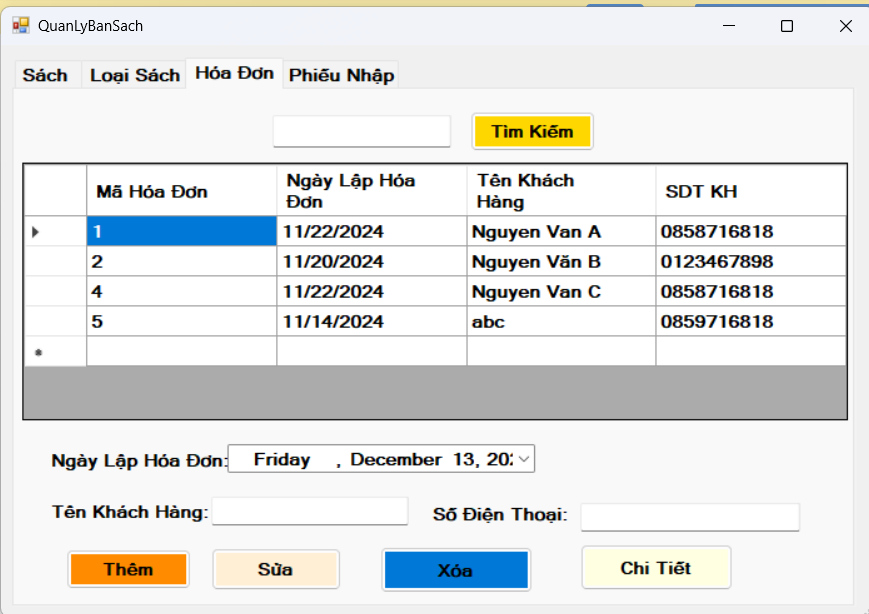 QuanLyBanSach
Sách Loại Sách Hóa Đơn Phiếu Nhập
Tìm Kiếm
Mã Hóa Đơn Ngày Lập Hóa Đơn Tên Khách Hàng SDT KH
1 11/22/2024 Nguyen Van A 0858716818
2 11/20/2024 Nguyen Văn B 0123467898
4 11/22/2024 Nguyen Van C 0858716818
5 11/14/2024 abc 0859716818
Ngày Lập Hóa Đơn: Friday , December 13,
Tên Khách Hàng: Số Điện Thoại:
Thêm Sửa Xóa Chi Tiết